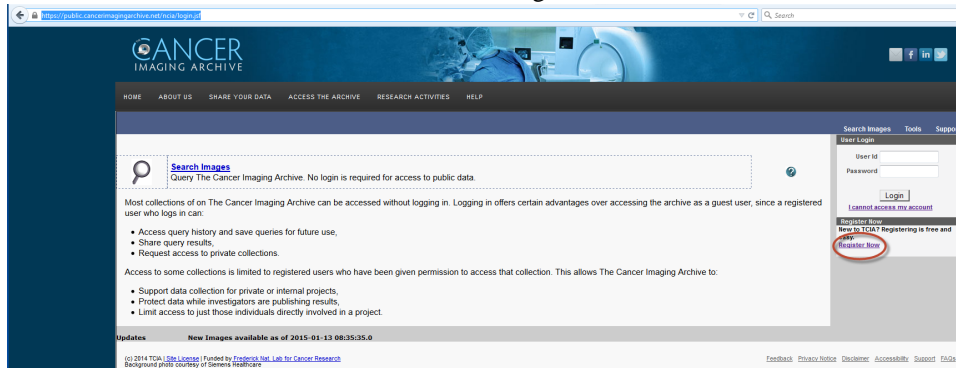 https://public.cancerimagingarchive.net/ncia/login.jsf
Search
CANCER
IMAGING ARCHIVE
f in
HOME ABOUT US SHARE YOUR DATA ACCESS THE ARCHIVE RESEARCH ACTIVITIES HELP
Search Images Tools Suppo
User Login
Search Images
Query The Cancer Imaging Archive. No login is required for access to public data.
User Id
Password
Login
I cannot access my account
Most collections of on The Cancer Imaging Archive can be accessed without logging in. Logging in offers certain advantages over accessing the archive as a guest user, since a registered
user who logs in can:
Register Now
New to TCIA? Registering is free and
easy.
Register Now
• Access query history and save queries for future use,
• Share query results,
• Request access to private collections.
Access to some collections is limited to registered users who have been given permission to access that collection. This allows The Cancer Imaging Archive to:
• Support data collection for private or internal projects,
• Protect data while investigators are publishing results,
• Limit access to just those individuals directly involved in a project.
Updates New Images available as of 2015-01-13 08:35:35.0
(c) 2014 TCIA | Site License | Funded by Frederick Nat. Lab for Cancer Research
Background photo courtesy of Siemens Healthcare
Feedback Privacy Notice Disclaimer Accessibility Support FAQs